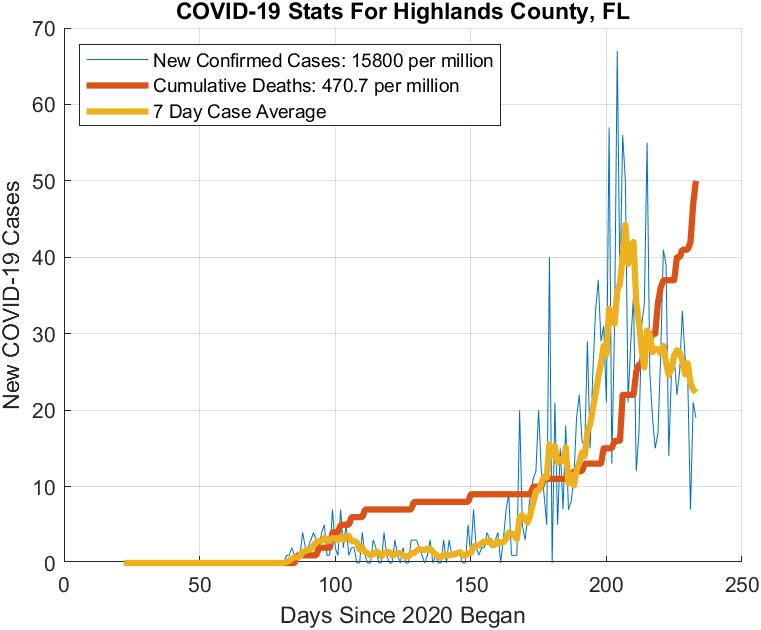 COVID-19 Stats For Highlands County, FL
70
60
50
40
30
20
10
0
New Confirmed Cases: 15800 per million
Cumulative Deaths: 470.7 per million
7 Day Case Average
New COVID-19 Cases
0
50
100
150
200
250
Days Since 2020 Began